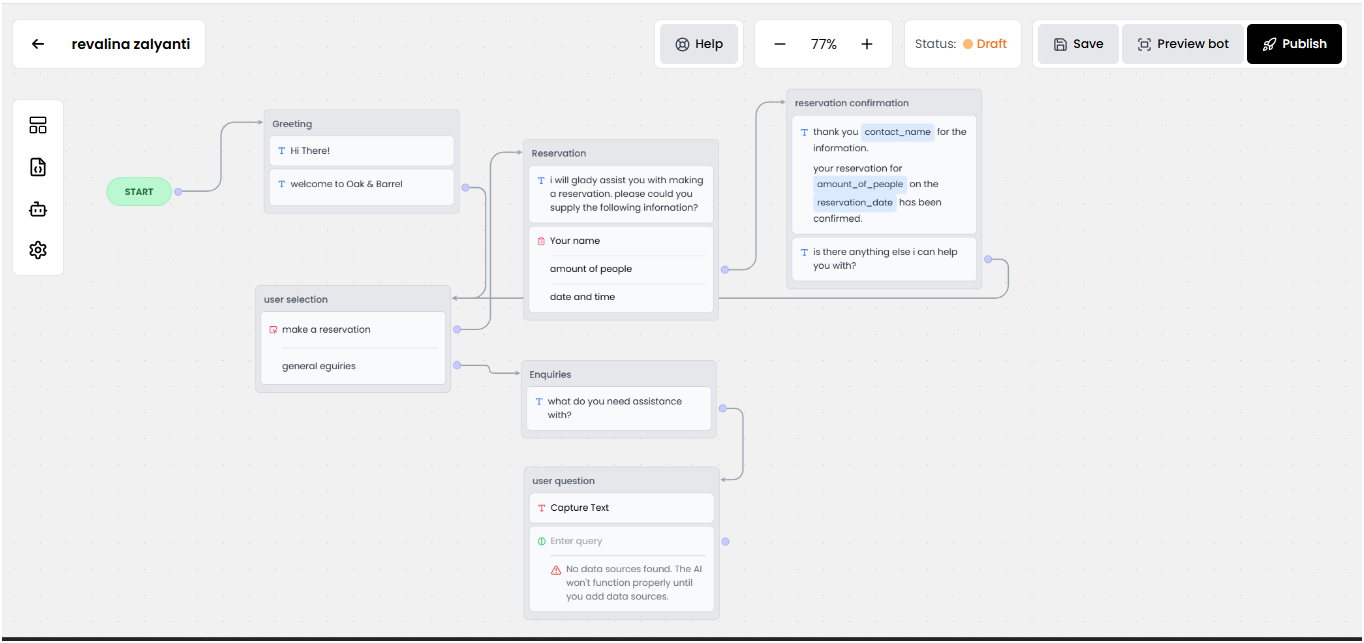 revalina zalyanti
Help
77%
Status: Draft
Save
Preview bot
Publish
START
Greeting
Hi There!
welcome to Oak & Barrel
user selection
make a reservation
general eguiries
Reservation
i will glady assist you with making
a reservation. please could you
supply the following infornation?
Your name
amount of people
date and time
reservation confirmation
thank you contact_name for the
information.
your reservation for
amount_of_people on the
reservation_date has been
confirmed.
is there anything else i can help
you with?
Enquiries
what do you need assistance
with?
user question
Capture Text
Enter query
No data sources found. The AI
won't function properly until
you add data sources.